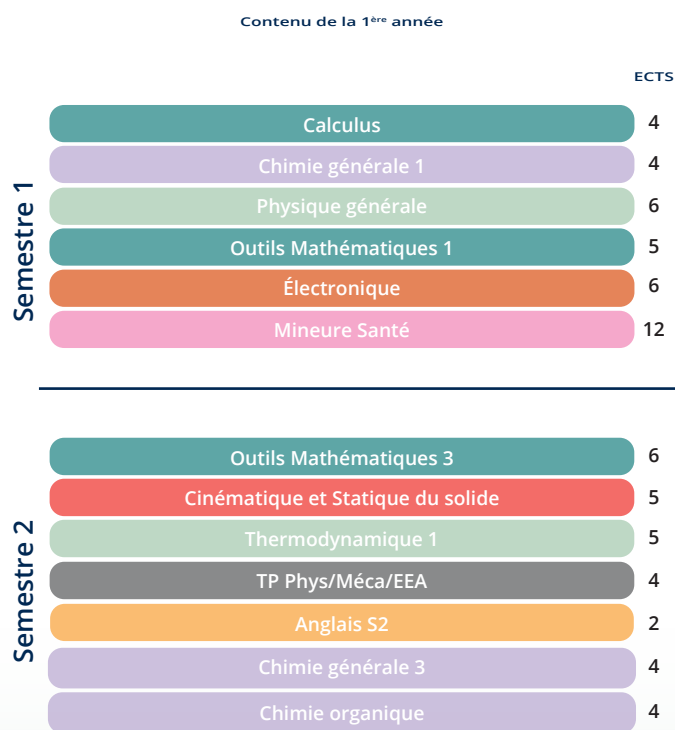 Contenu de la 1ère année
ECTS
Semestre 1
Calculus 4
Chimie générale 1 4
Physique générale 6
Outils Mathématiques 1 5
Électronique 6
Mineure Santé 12
Semestre 2
Outils Mathématiques 3 6
Cinématique et Statique du solide 5
Thermodynamique 1 5
TP Phys/Méca/EEA 4
Anglais S2 2
Chimie générale 3 4
Chimie organique 4